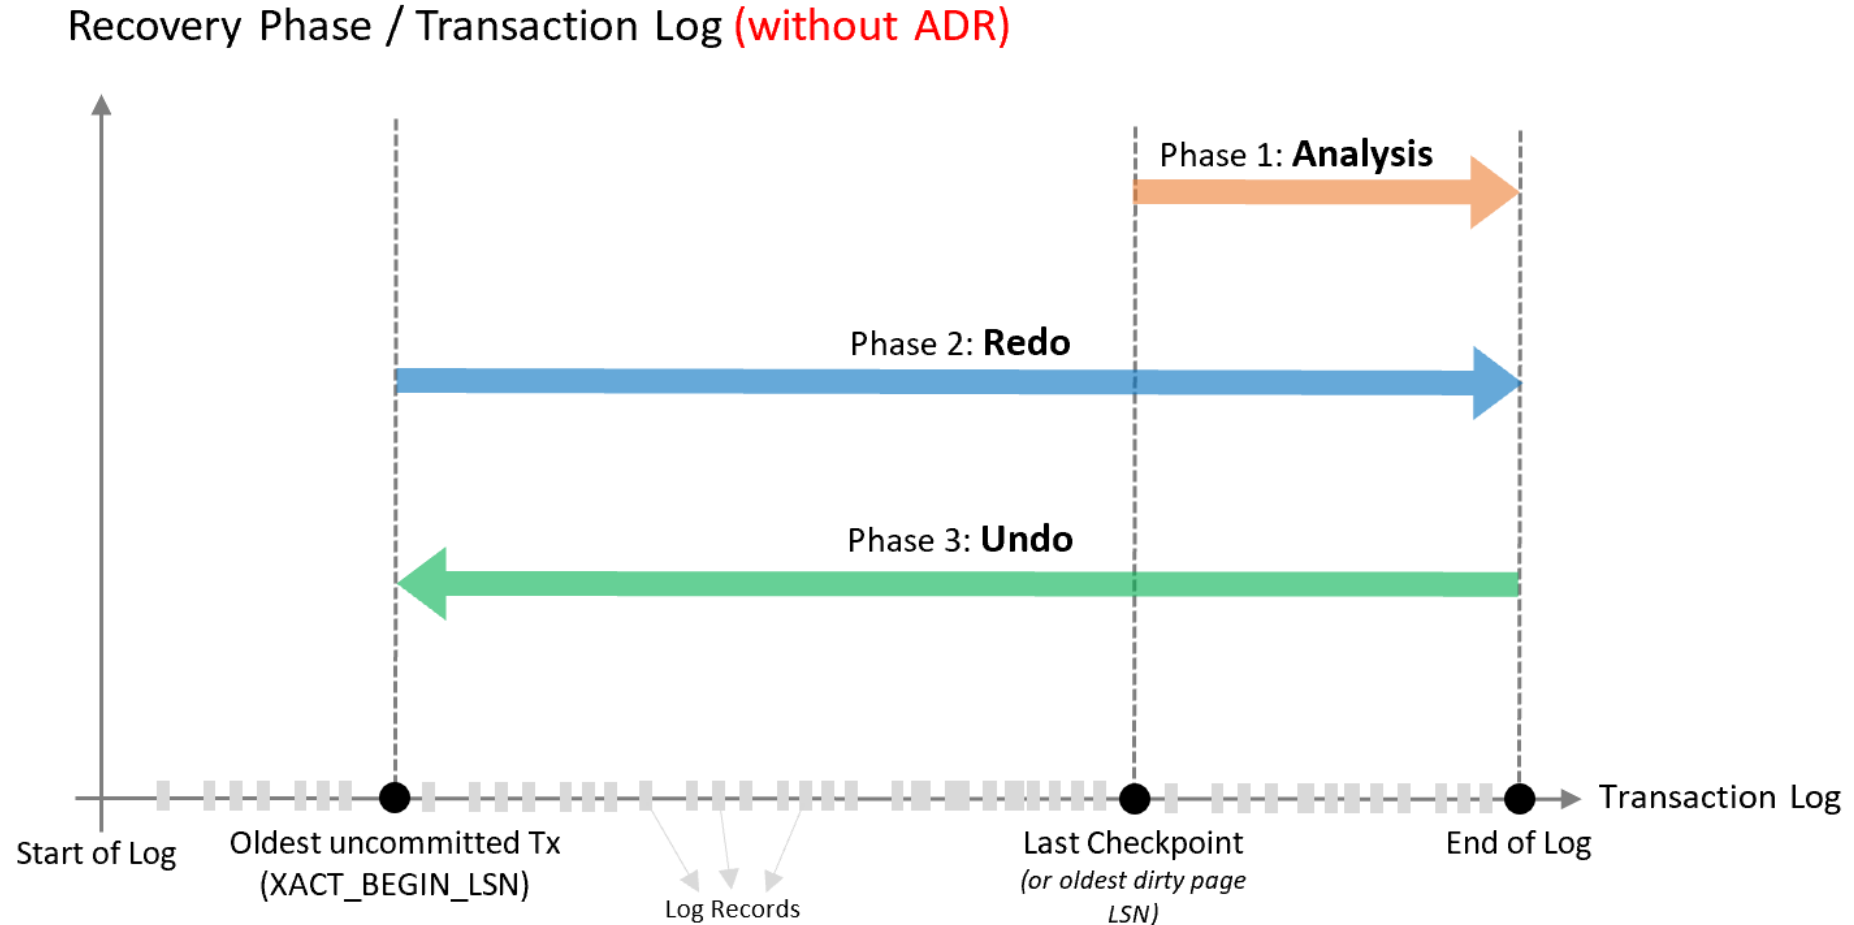 Recovery Phase / Transaction Log (without ADR)
Phase 1: Analysis
Phase 2: Redo
Phase 3: Undo
Transaction Log
Start of Log
Oldest uncommitted Tx
(XACT_BEGIN_LSN)
Log Records
Last Checkpoint
(or oldest dirty page
LSN)
End of Log